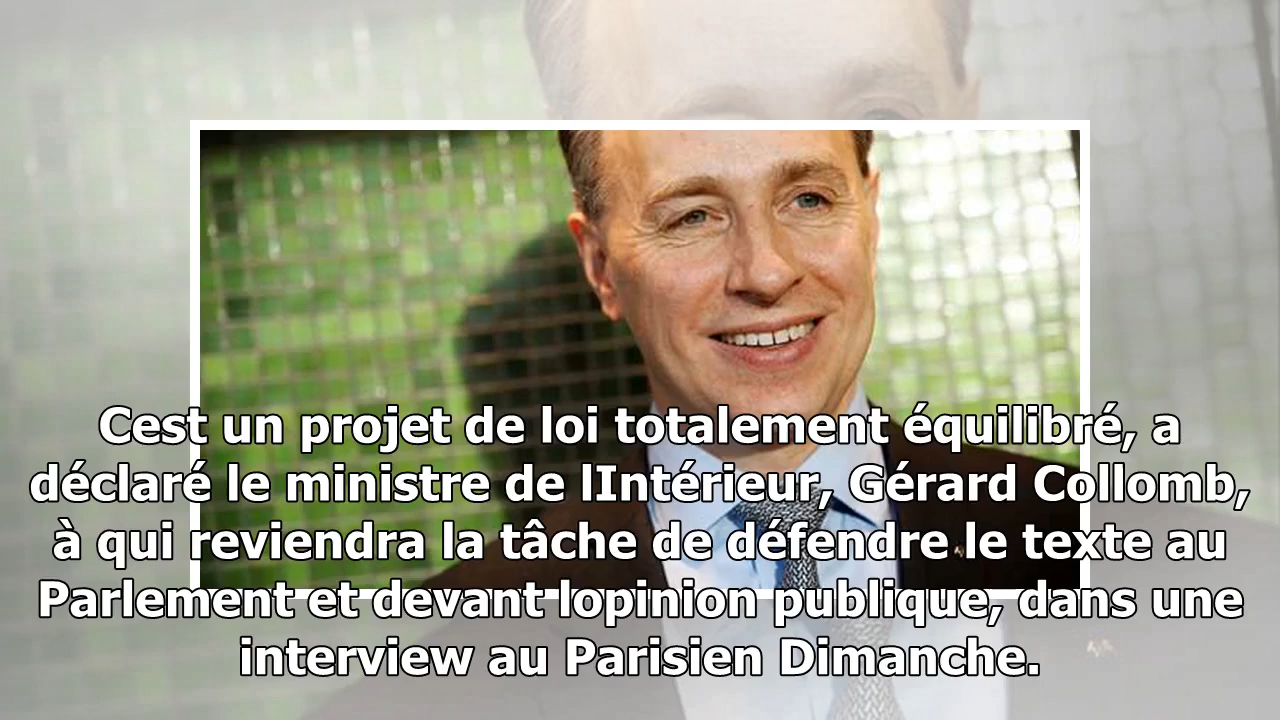 Cest un projet de loi totalement équilibré, a
déclaré le ministre de lIntérieur, Gérard Collomb,
à qui reviendra la tâche de défendre le texte au
Parlement et devant lopinion publique, dans une
interview au Parisien Dimanche.